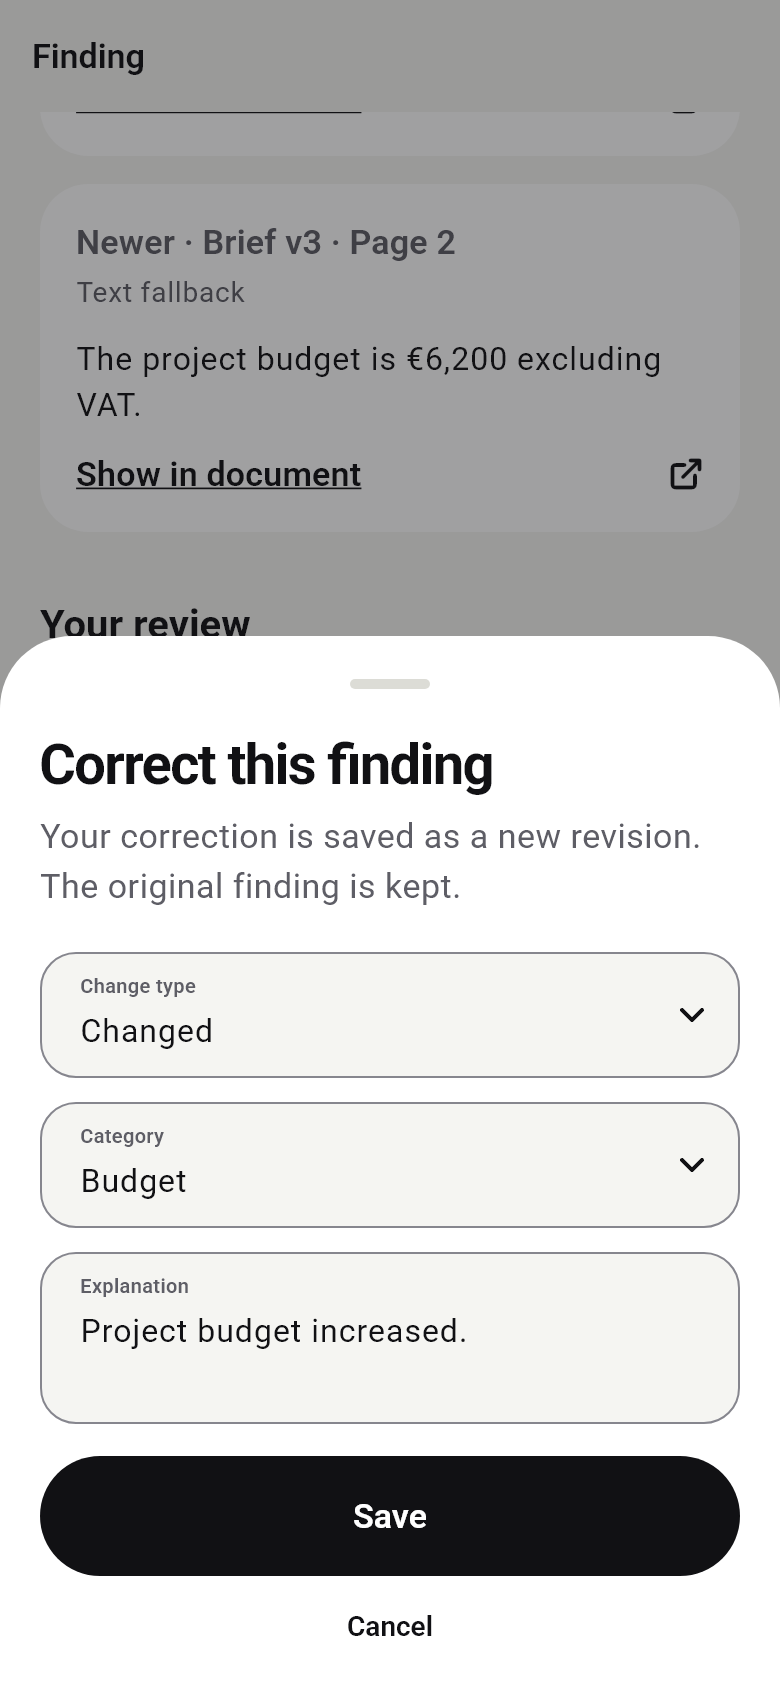 Finding
Newer · Brief v3 · Page 2
Text fallback
The project budget is €6,200 excluding
VAT.
Show in document
Your review
Correct this finding
Your correction is saved as a new revision.
The original finding is kept.
Change type
Changed
Category
Budget
Explanation
Project budget increased.
Save
Cancel